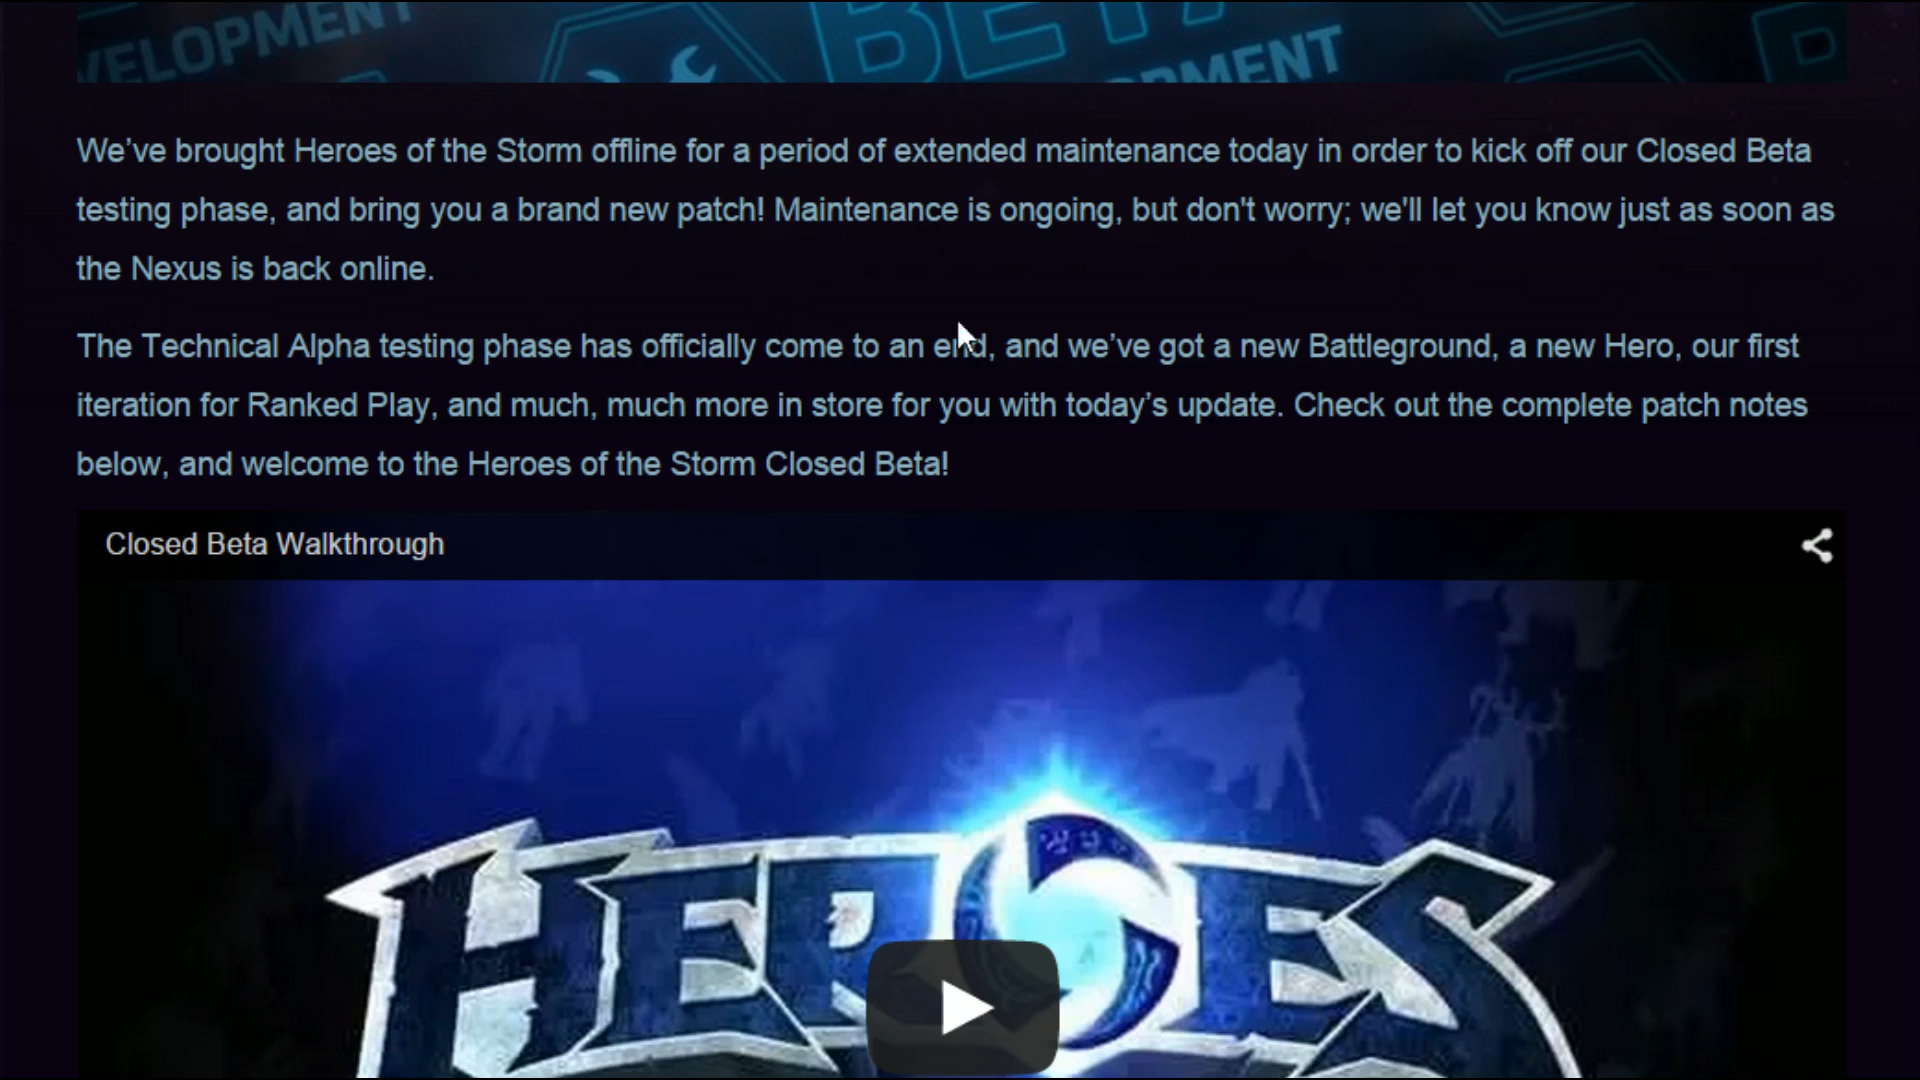 VELOPMENT
BETA
OPMENT
We’ve brought Heroes of the Storm offline for a period of extended maintenance today in order to kick off our Closed Beta
testing phase, and bring you a brand new patch! Maintenance is ongoing, but don't worry; we'll let you know just as soon as
the Nexus is back online.
The Technical Alpha testing phase has officially come to an end, and we’ve got a new Battleground, a new Hero, our first
iteration for Ranked Play, and much, much more in store for you with today’s update. Check out the complete patch notes
below, and welcome to the Heroes of the Storm Closed Beta!
Closed Beta Walkthrough
HEROES